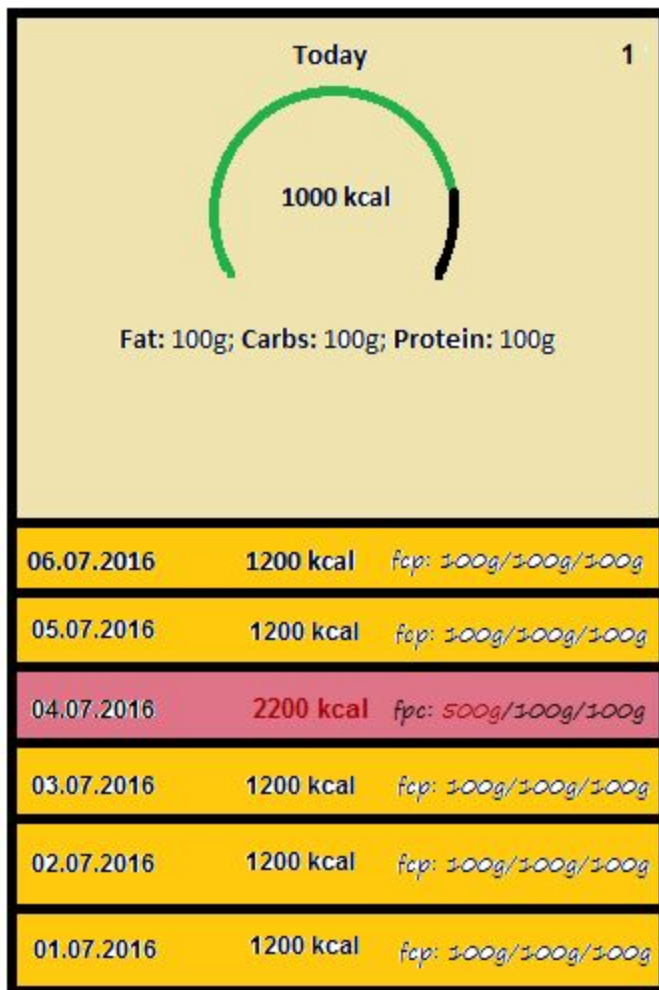 Today 1
1000 kcal
Fat: 100g; Carbs: 100g; Protein: 100g
06.07.2016 1200 kcal fcp: 100g/100g/100g
05.07.2016 1200 kcal fcp: 100g/100g/100g
04.07.2016 2200 kcal fpc: 500g/100g/100g
03.07.2016 1200 kcal fcp: 100g/100g/100g
02.07.2016 1200 kcal fcp: 100g/100g/100g
01.07.2016 1200 kcal fcp: 100g/100g/100g